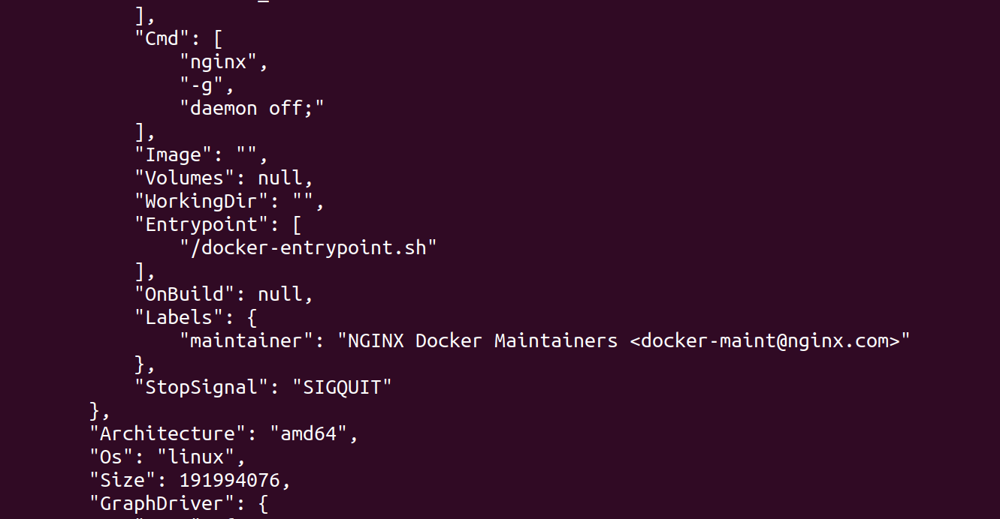 ],
"Cmd": [
"nginx",
"-g",
"daemon off;"
],
"Image": "",
"Volumes": null,
"WorkingDir": "",
"Entrypoint": [
"/docker-entrypoint.sh"
],
"OnBuild": null,
"Labels": {
"maintainer": "NGINX Docker Maintainers <docker-maint@nginx.com>"
},
"StopSignal": "SIGQUIT"
},
"Architecture": "amd64",
"Os": "linux",
"Size": 191994076,
"GraphDriver": {